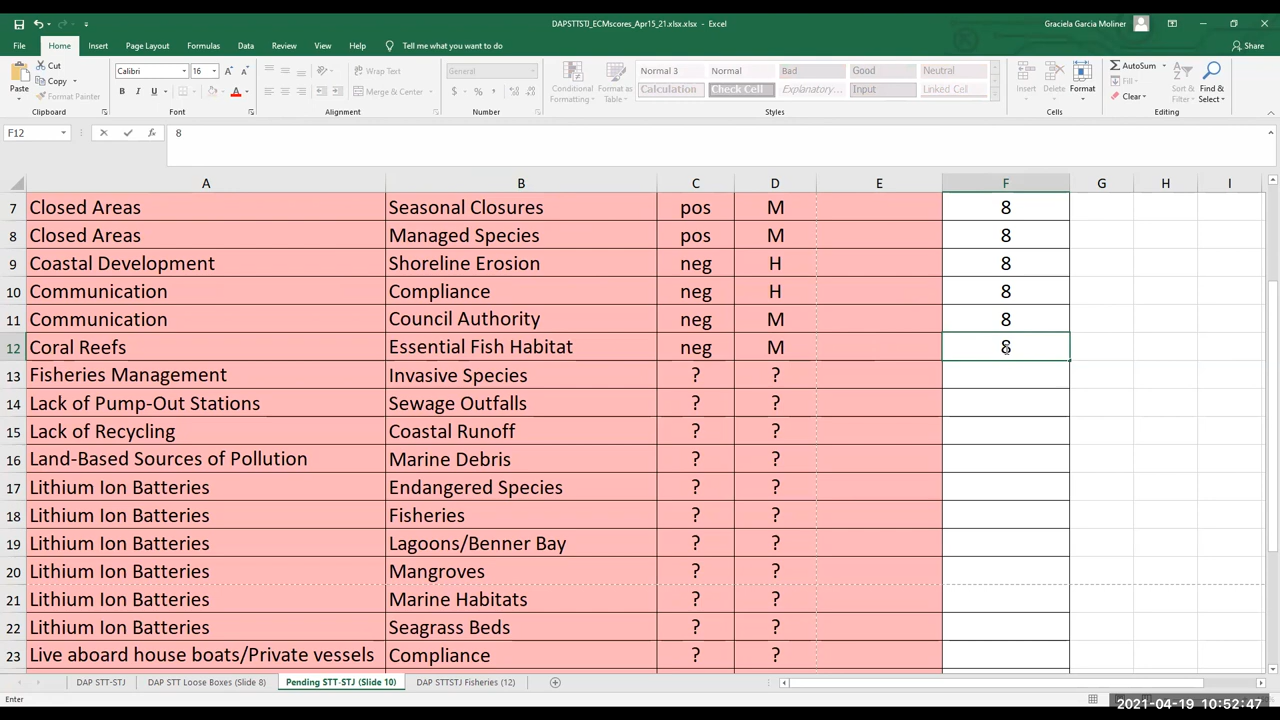 DAPSTTSTJ_ECMscores_Apr15_21.xlsx.xlsx - Excel
Graciela Garcia Moliner
File Home Insert Page Layout Formulas Data Review View Help Tell me what you want to do Share
Paste Cut Copy Format Painter
Calibri 16 Wrap Text General Merge & Center
B I U A $ % ,
Conditional Formatting Format as Table
Normal 3 Normal Bad Good Neutral
Calculation Check Cell Explanatory... Input Linked Cell
Insert Delete Format
AutoSum Fill Clear Sort & Filter Find & Select
Clipboard Font Alignment Number Styles Cells Editing
F12 fx 8
A B C D E F G H I
7 Closed Areas Seasonal Closures pos M 8
8 Closed Areas Managed Species pos M 8
9 Coastal Development Shoreline Erosion neg H 8
10 Communication Compliance neg H 8
11 Communication Council Authority neg M 8
12 Coral Reefs Essential Fish Habitat neg M 8
13 Fisheries Management Invasive Species ? ?
14 Lack of Pump-Out Stations Sewage Outfalls ? ?
15 Lack of Recycling Coastal Runoff ? ?
16 Land-Based Sources of Pollution Marine Debris ? ?
17 Lithium Ion Batteries Endangered Species ? ?
18 Lithium Ion Batteries Fisheries ? ?
19 Lithium Ion Batteries Lagoons/Benner Bay ? ?
20 Lithium Ion Batteries Mangroves ? ?
21 Lithium Ion Batteries Marine Habitats ? ?
22 Lithium Ion Batteries Seagrass Beds ? ?
23 Live aboard house boats/Private vessels Compliance ? ?
DAP STT-STJ DAP STT Loose Boxes (Slide 8) Pending STT-STJ (Slide 10) DAP STTSTJ Fisheries (12)
Enter
2021-04-19 10:52:47